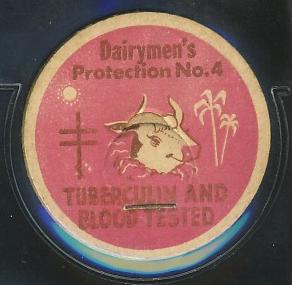 Dairymen's
Protection No.4
TUBERCULIN AND
BLOOD TESTED